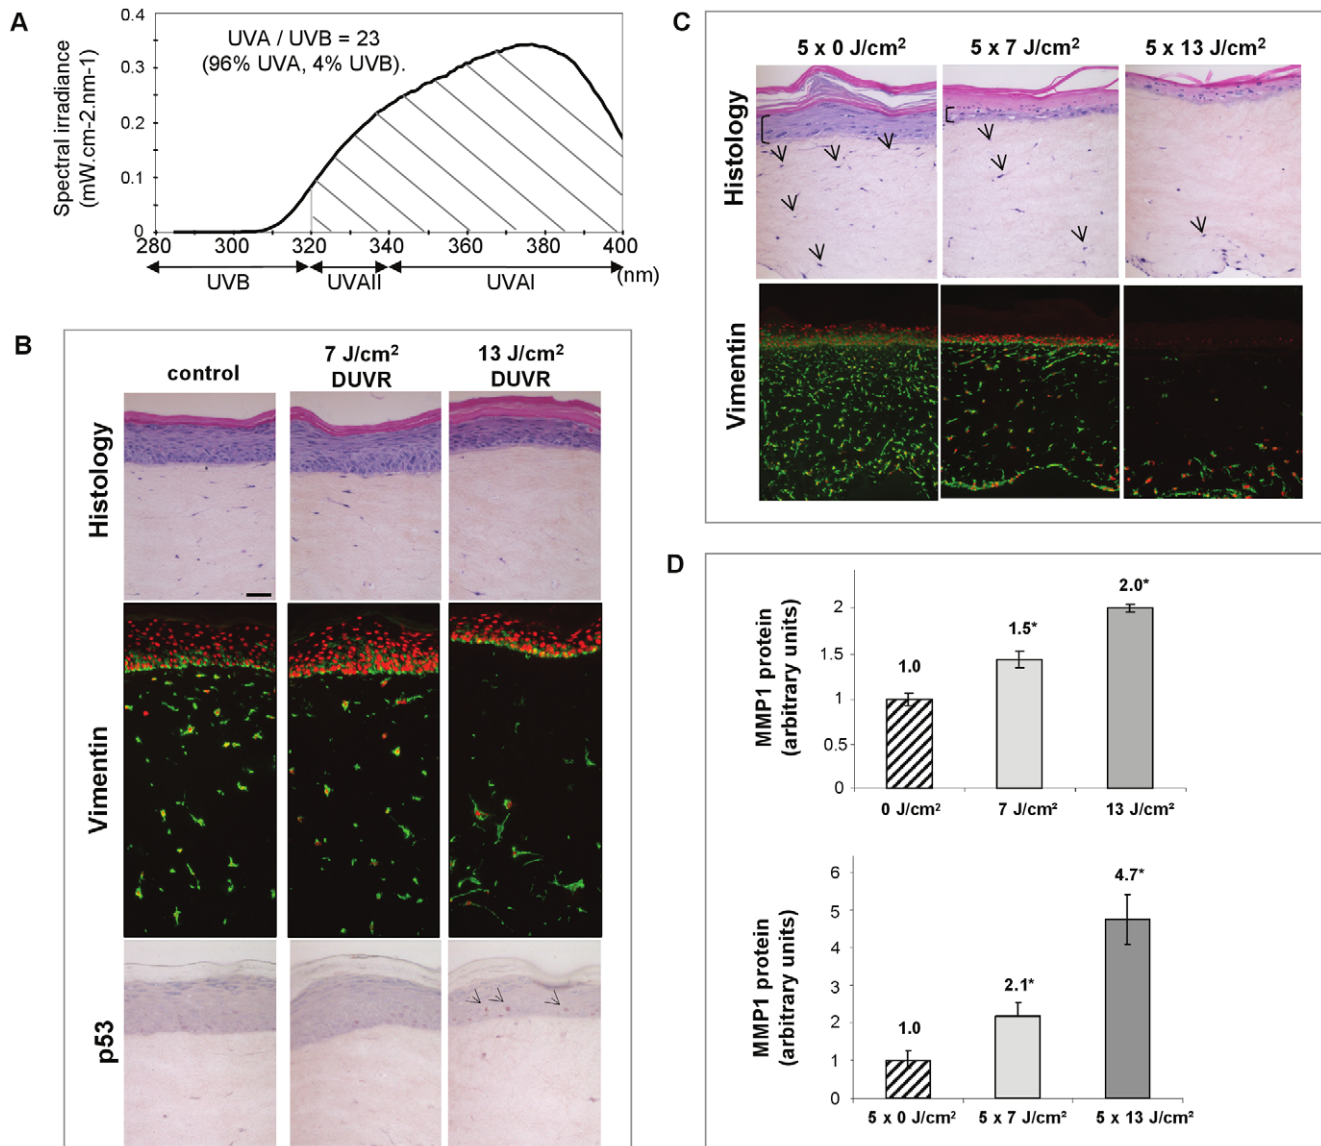 A
Spectral irradiance
(mW.cm-2.nm-1)
0.4
0.3
0.2
0.1
0
UVA / UVB = 23
(96% UVA, 4% UVB).
280 300 320 340 360 380 400
(nm)
UVB UVAII UVAI
B
control
7 J/cm²
DUVR
13 J/cm²
DUVR
Histology
Vimentin
p53
C
5 x 0 J/cm² 5 x 7 J/cm² 5 x 13 J/cm²
Histology
Vimentin
D
MMP1 protein
(arbitrary units)
2
1.5
1
0.5
0
1.0
1.5*
2.0*
0 J/cm² 7 J/cm² 13 J/cm²
MMP1 protein
(arbitrary units)
6
5
4
3
2
1
0
1.0
2.1*
4.7*
5 x 0 J/cm² 5 x 7 J/cm² 5 x 13 J/cm²